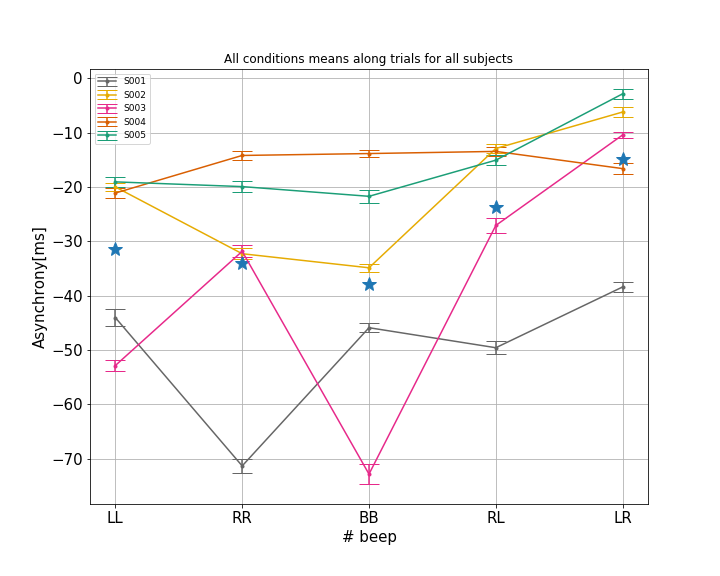 All conditions means along trials for all subjects
S001
S002
S003
S004
S005
0
−10
−20
−30
−40
−50
−60
−70
Asynchrony[ms]
LL RR BB RL LR
# beep